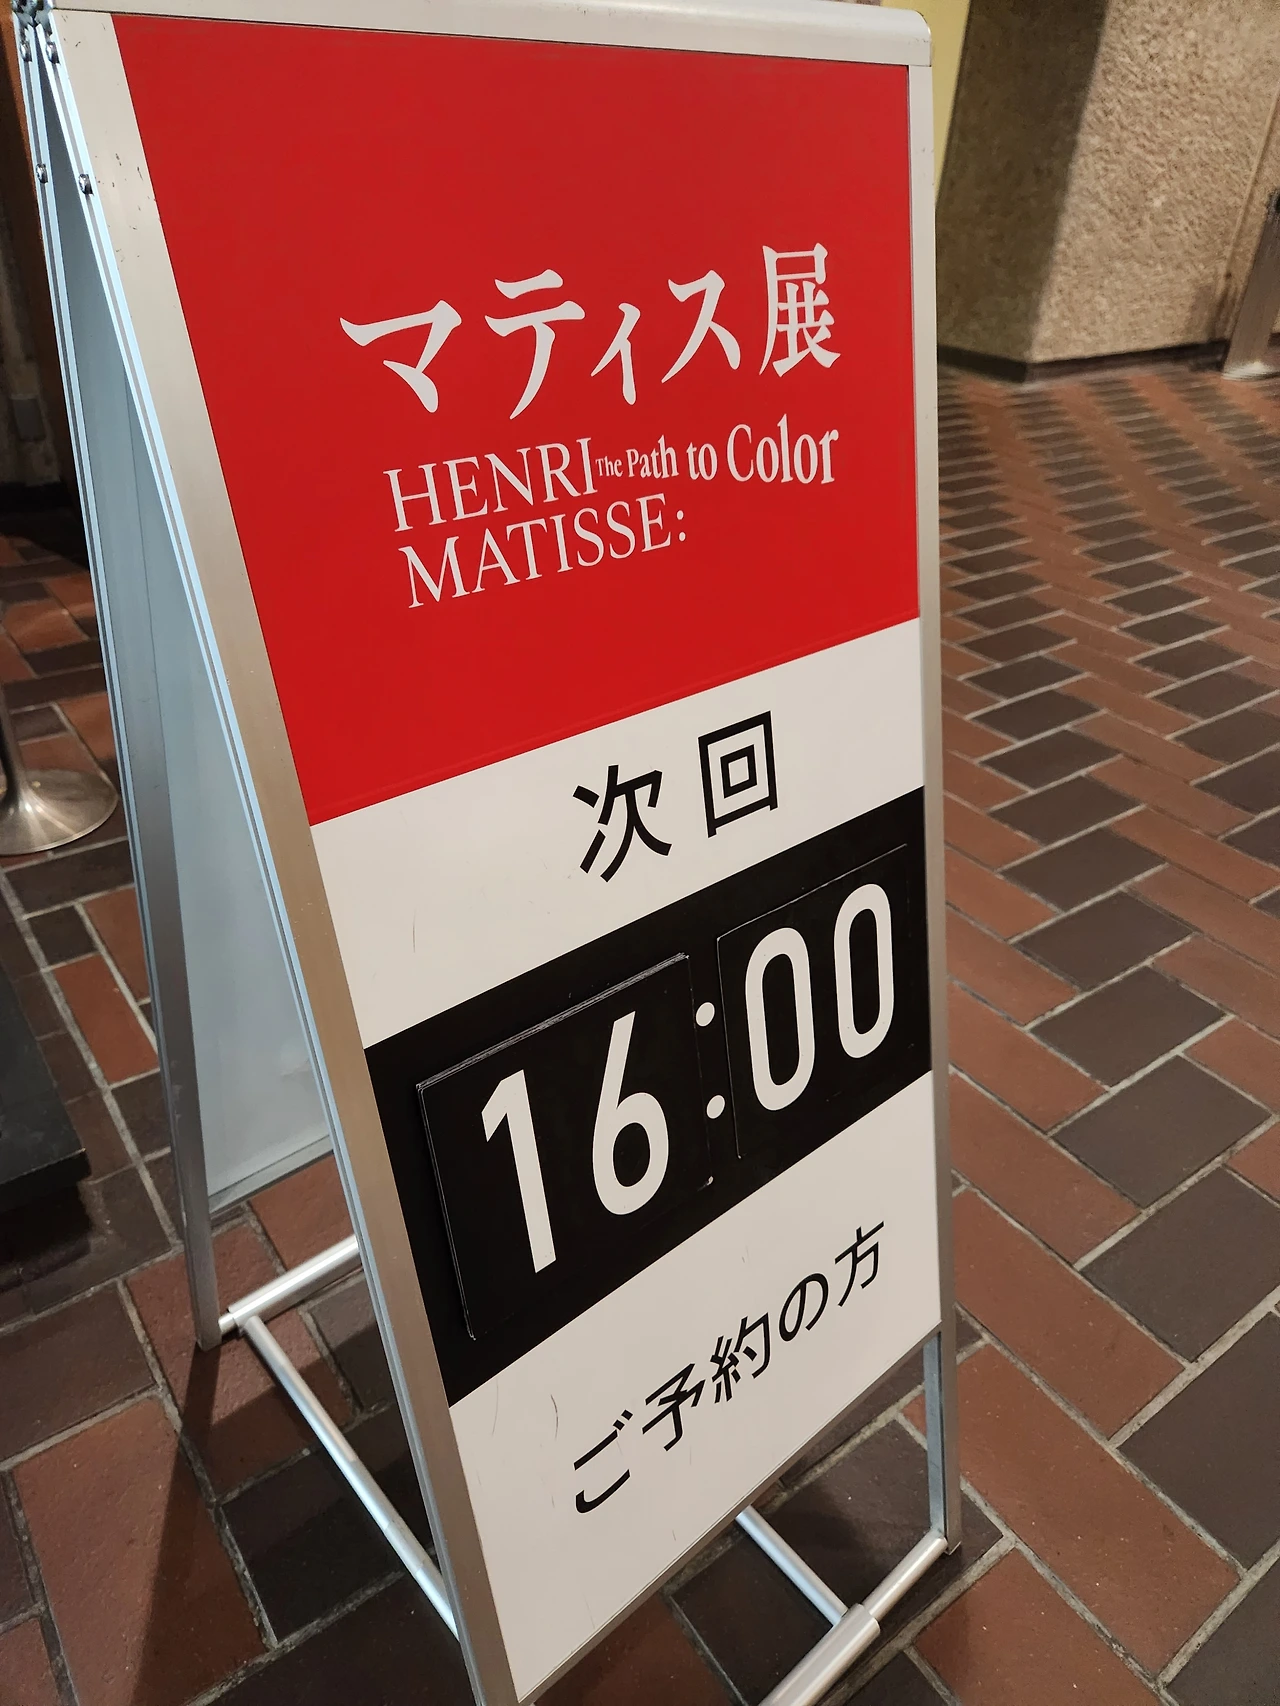 マティス展
HENRI The Path to Color
MATISSE:
次回
16:00
ご予約の方